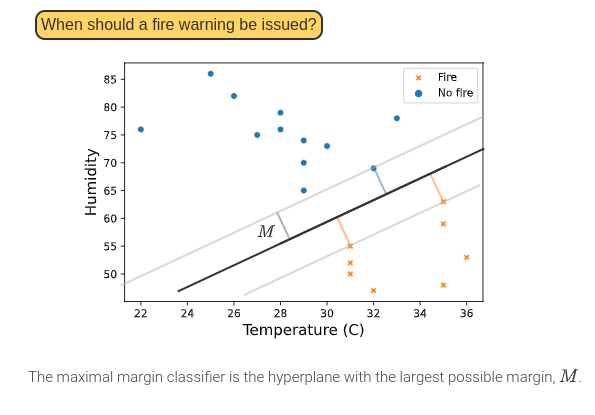 When should a fire warning be issued?
Fire
No fire
85
80
75
70
65
60
55
50
Humidity
M
22 24 26 28 30 32 34 36
Temperature (C)
The maximal margin classifier is the hyperplane with the largest possible margin, M.